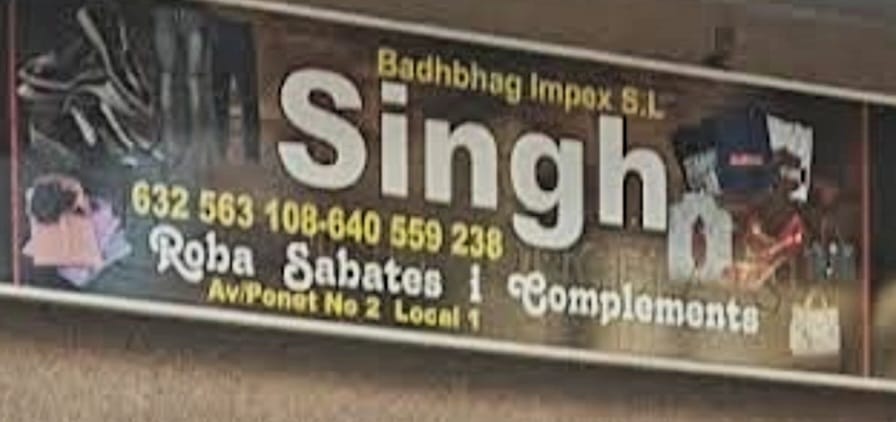 Badhbhag Impex S.L
Singh
632 563 108-640 559 238
Roba Sabates i Complements
Av/Ponet No 2 Local 1